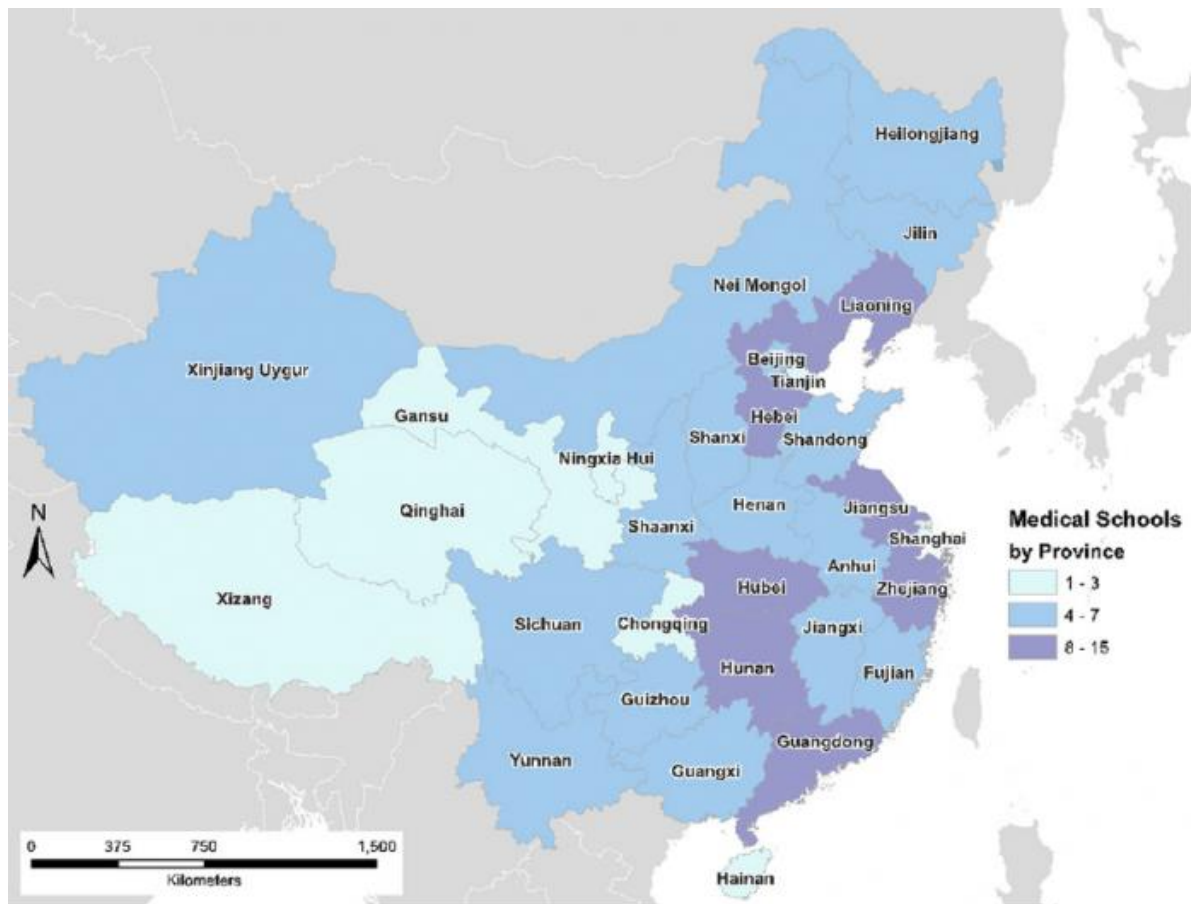 Heilongjiang
Jilin
Nei Mongol
Liaoning
Beijing
Tianjin
Xinjiang Uygur
Gansu
Hebei
Shanxi
Shandong
Ningxia Hui
Qinghai
Henan
Jiangsu
Shaanxi
Shanghai
Anhui
Xizang
Hubei
Zhejiang
Sichuan
Chongqing
Jiangxi
Hunan
Fujian
Guizhou
Guangdong
Yunnan
Guangxi
Hainan
N
Medical Schools
by Province
1 - 3
4 - 7
8 - 15
0 375 750 1,500
Kilometers